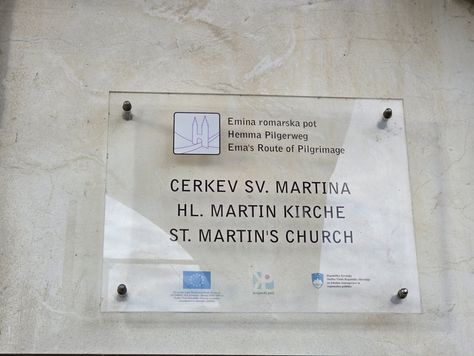 Emina romarska pot
Hemma Pilgerweg
Ema's Route of Pilgrimage
CERKEV SV. MARTINA
HL. MARTIN KIRCHE
ST. MARTIN'S CHURCH